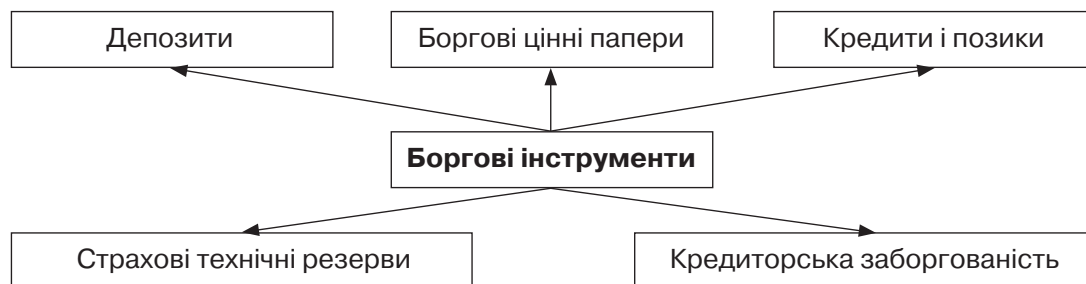 Депозити
Боргові цінні папери
Кредити і позики
Боргові інструменти
Страхові технічні резерви
Кредиторська заборгованість